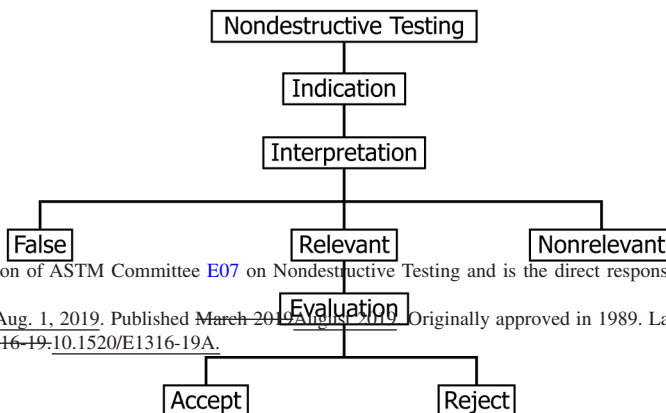 Nondestructive Testing
Indication
Interpretation
False Relevant Nonrelevant
on of ASTM Committee E07 on Nondestructive Testing and is the direct respons
Evaluation
Aug. 1, 2019. Published March 2019August 2019. Originally approved in 1989. La
16-19.10.1520/E1316-19A.
Accept Reject